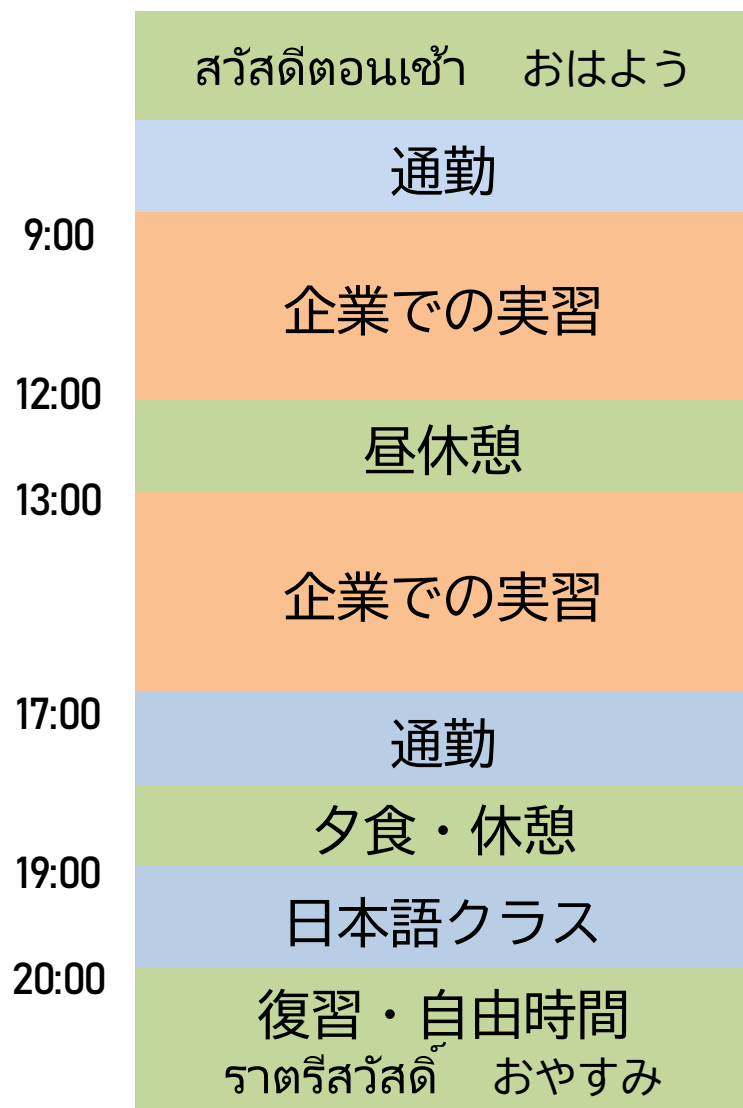 สวัสดีตอนเช้า おはよう
通勤
9:00
企業での実習
12:00
昼休憩
13:00
企業での実習
17:00
通勤
夕食・休憩
19:00
日本語クラス
20:00
復習・自由時間
ราตรีสวัสดิ์ おやすみ